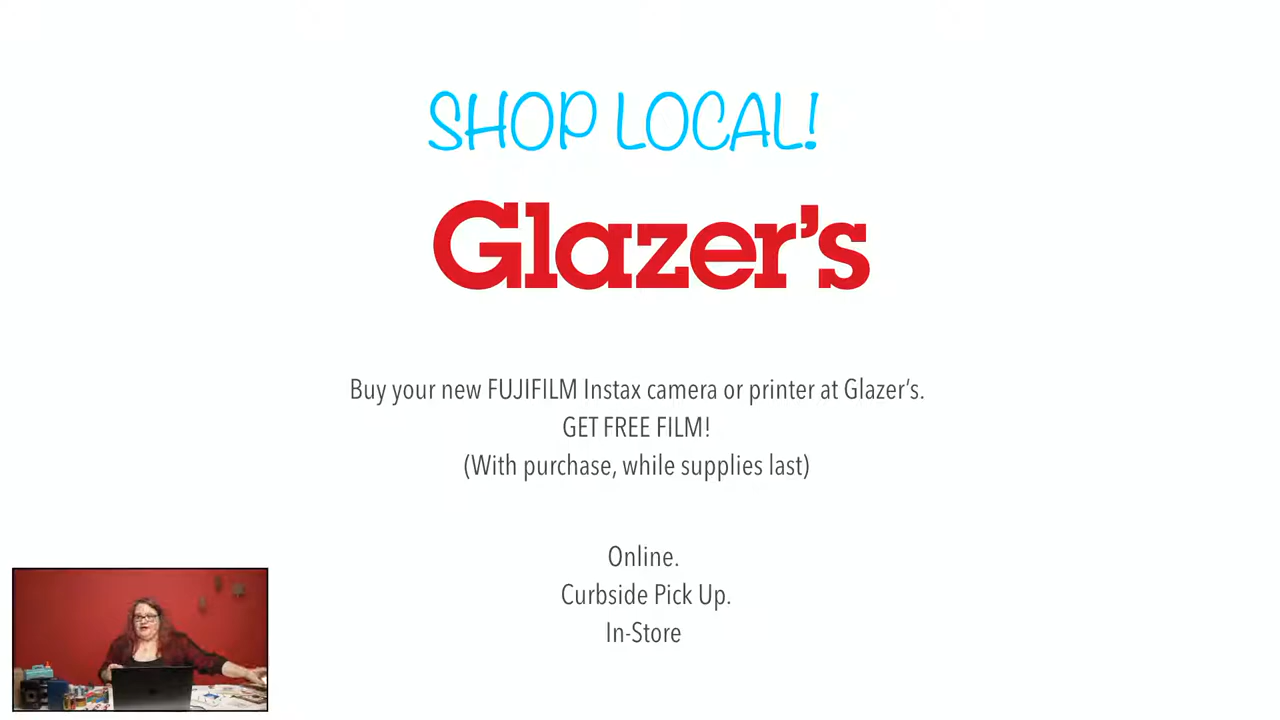 SHOP LOCAL!
Glazer's
Buy your new FUJIFILM Instax camera or printer at Glazer's.
GET FREE FILM!
(With purchase, while supplies last)
Online.
Curbside Pick Up.
In-Store